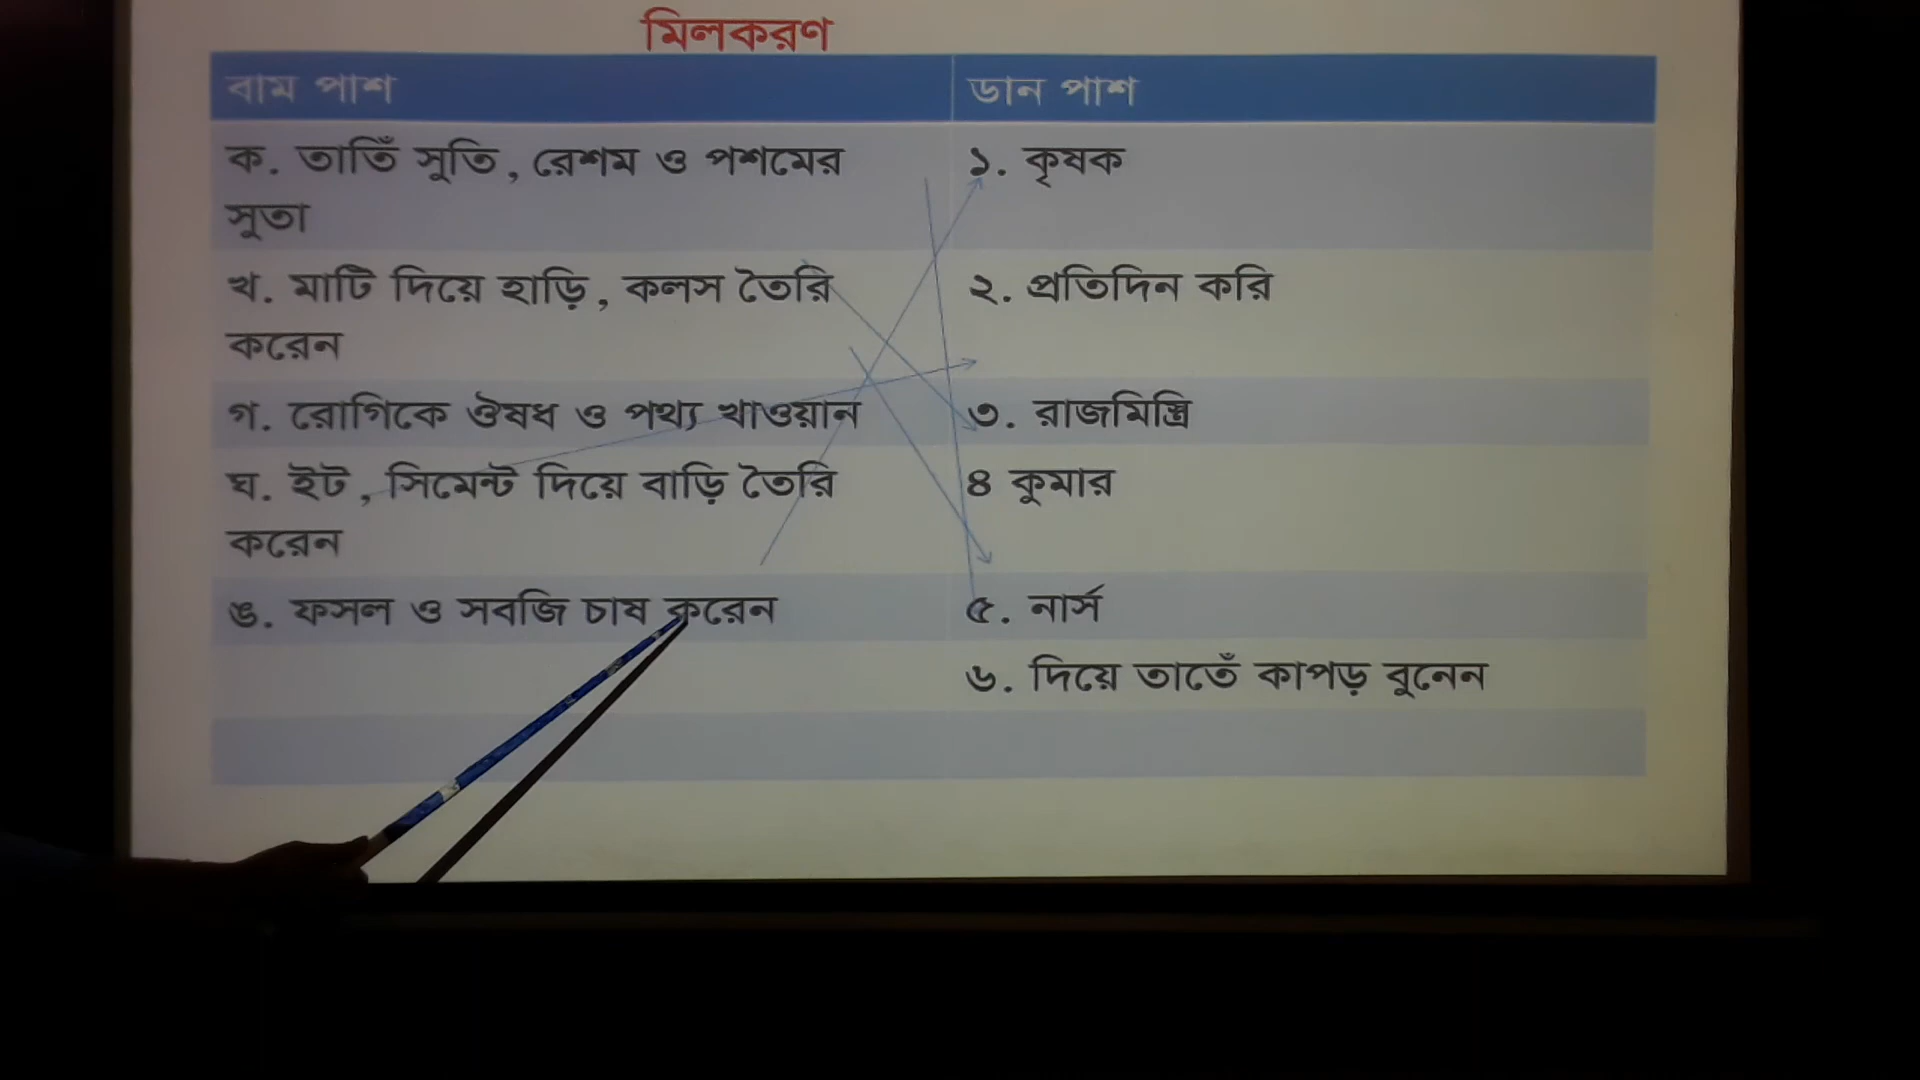 মিলকরণ
বাম পাশ ডান পাশ
ক. তাতিঁ সুতি , রেশম ও পশমের ১. কৃষক
সুতা
খ. মাটি দিয়ে হাড়ি , কলস তৈরি ২. প্রতিদিন করি
করেন
গ. রোগিকে ঔষধ ও পথ্য খাওয়ান ৩. রাজমিস্ত্রি
ঘ. ইট , সিমেন্ট দিয়ে বাড়ি তৈরি ৪ কুমার
করেন
ঙ. ফসল ও সবজি চাষ করেন ৫. নার্স
৬. দিয়ে তাতেঁ কাপড় বুনেন